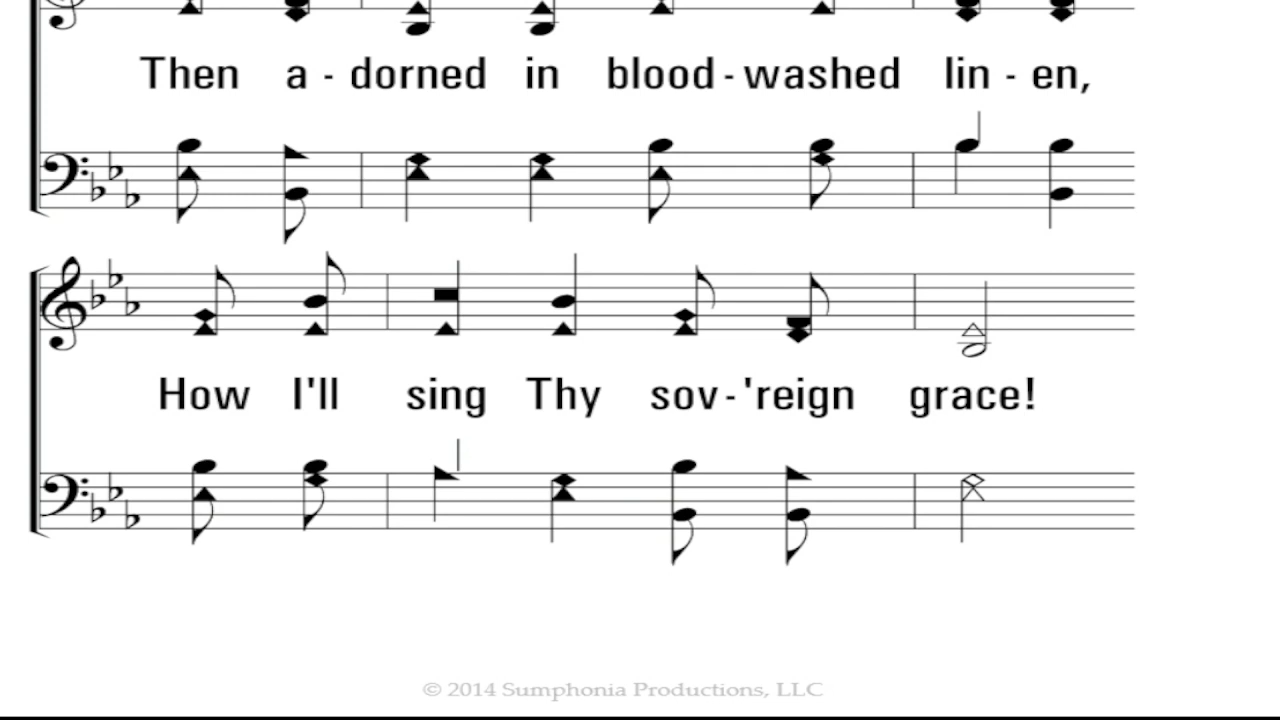 Then a - dorned in blood - washed lin - en,
How I'll sing Thy sov - 'reign grace!
© 2014 Sumphonia Productions, LLC